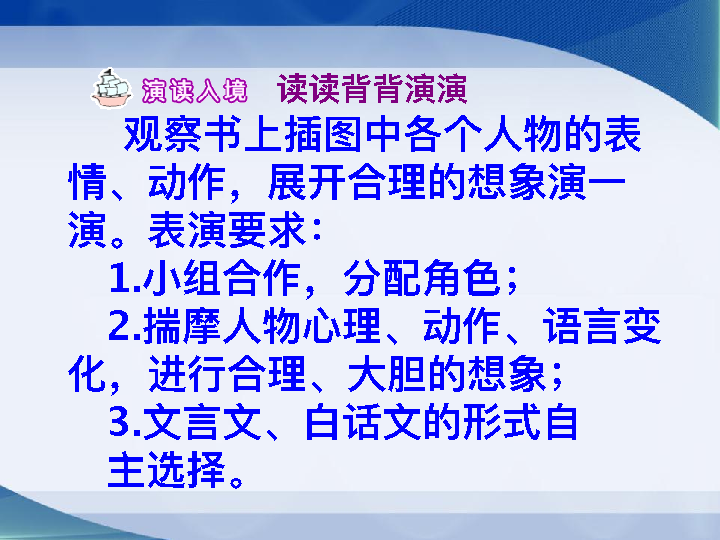 演读入境 读读背背演演
观察书上插图中各个人物的表
情、动作，展开合理的想象演一
演。表演要求：
1.小组合作，分配角色；
2.揣摩人物心理、动作、语言变
化，进行合理、大胆的想象；
3.文言文、白话文的形式自
主选择。